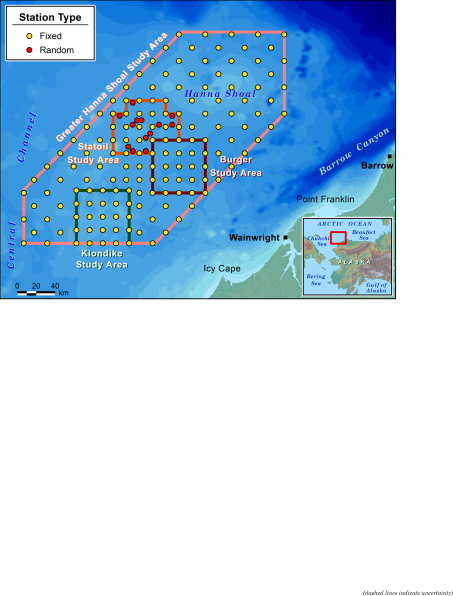 Station Type
Fixed
Random
Greater Hanna Shoal Study Area
Hanna Shoal
Channel
Central
Statoil
Study Area
Burger
Study Area
Klondike
Study Area
Barrow Canyon
Barrow
Point Franklin
Wainwright
Icy Cape
0 20 40
km
ARCTIC OCEAN
Chukchi
Sea
Beaufort
Sea
ALASKA
Bering
Sea
Gulf of
Alaska
(dashed lines indicate uncertainty)